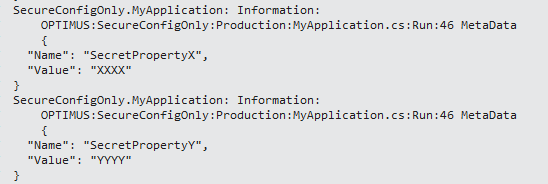 SecureConfigOnly.MyApplication: Information:
OPTIMUS:SecureConfigOnly:Production:MyApplication.cs:Run:46 MetaData
{
"Name": "SecretPropertyX",
"Value": "XXXX"
}
SecureConfigOnly.MyApplication: Information:
OPTIMUS:SecureConfigOnly:Production:MyApplication.cs:Run:46 MetaData
{
"Name": "SecretPropertyY",
"Value": "YYYY"
}